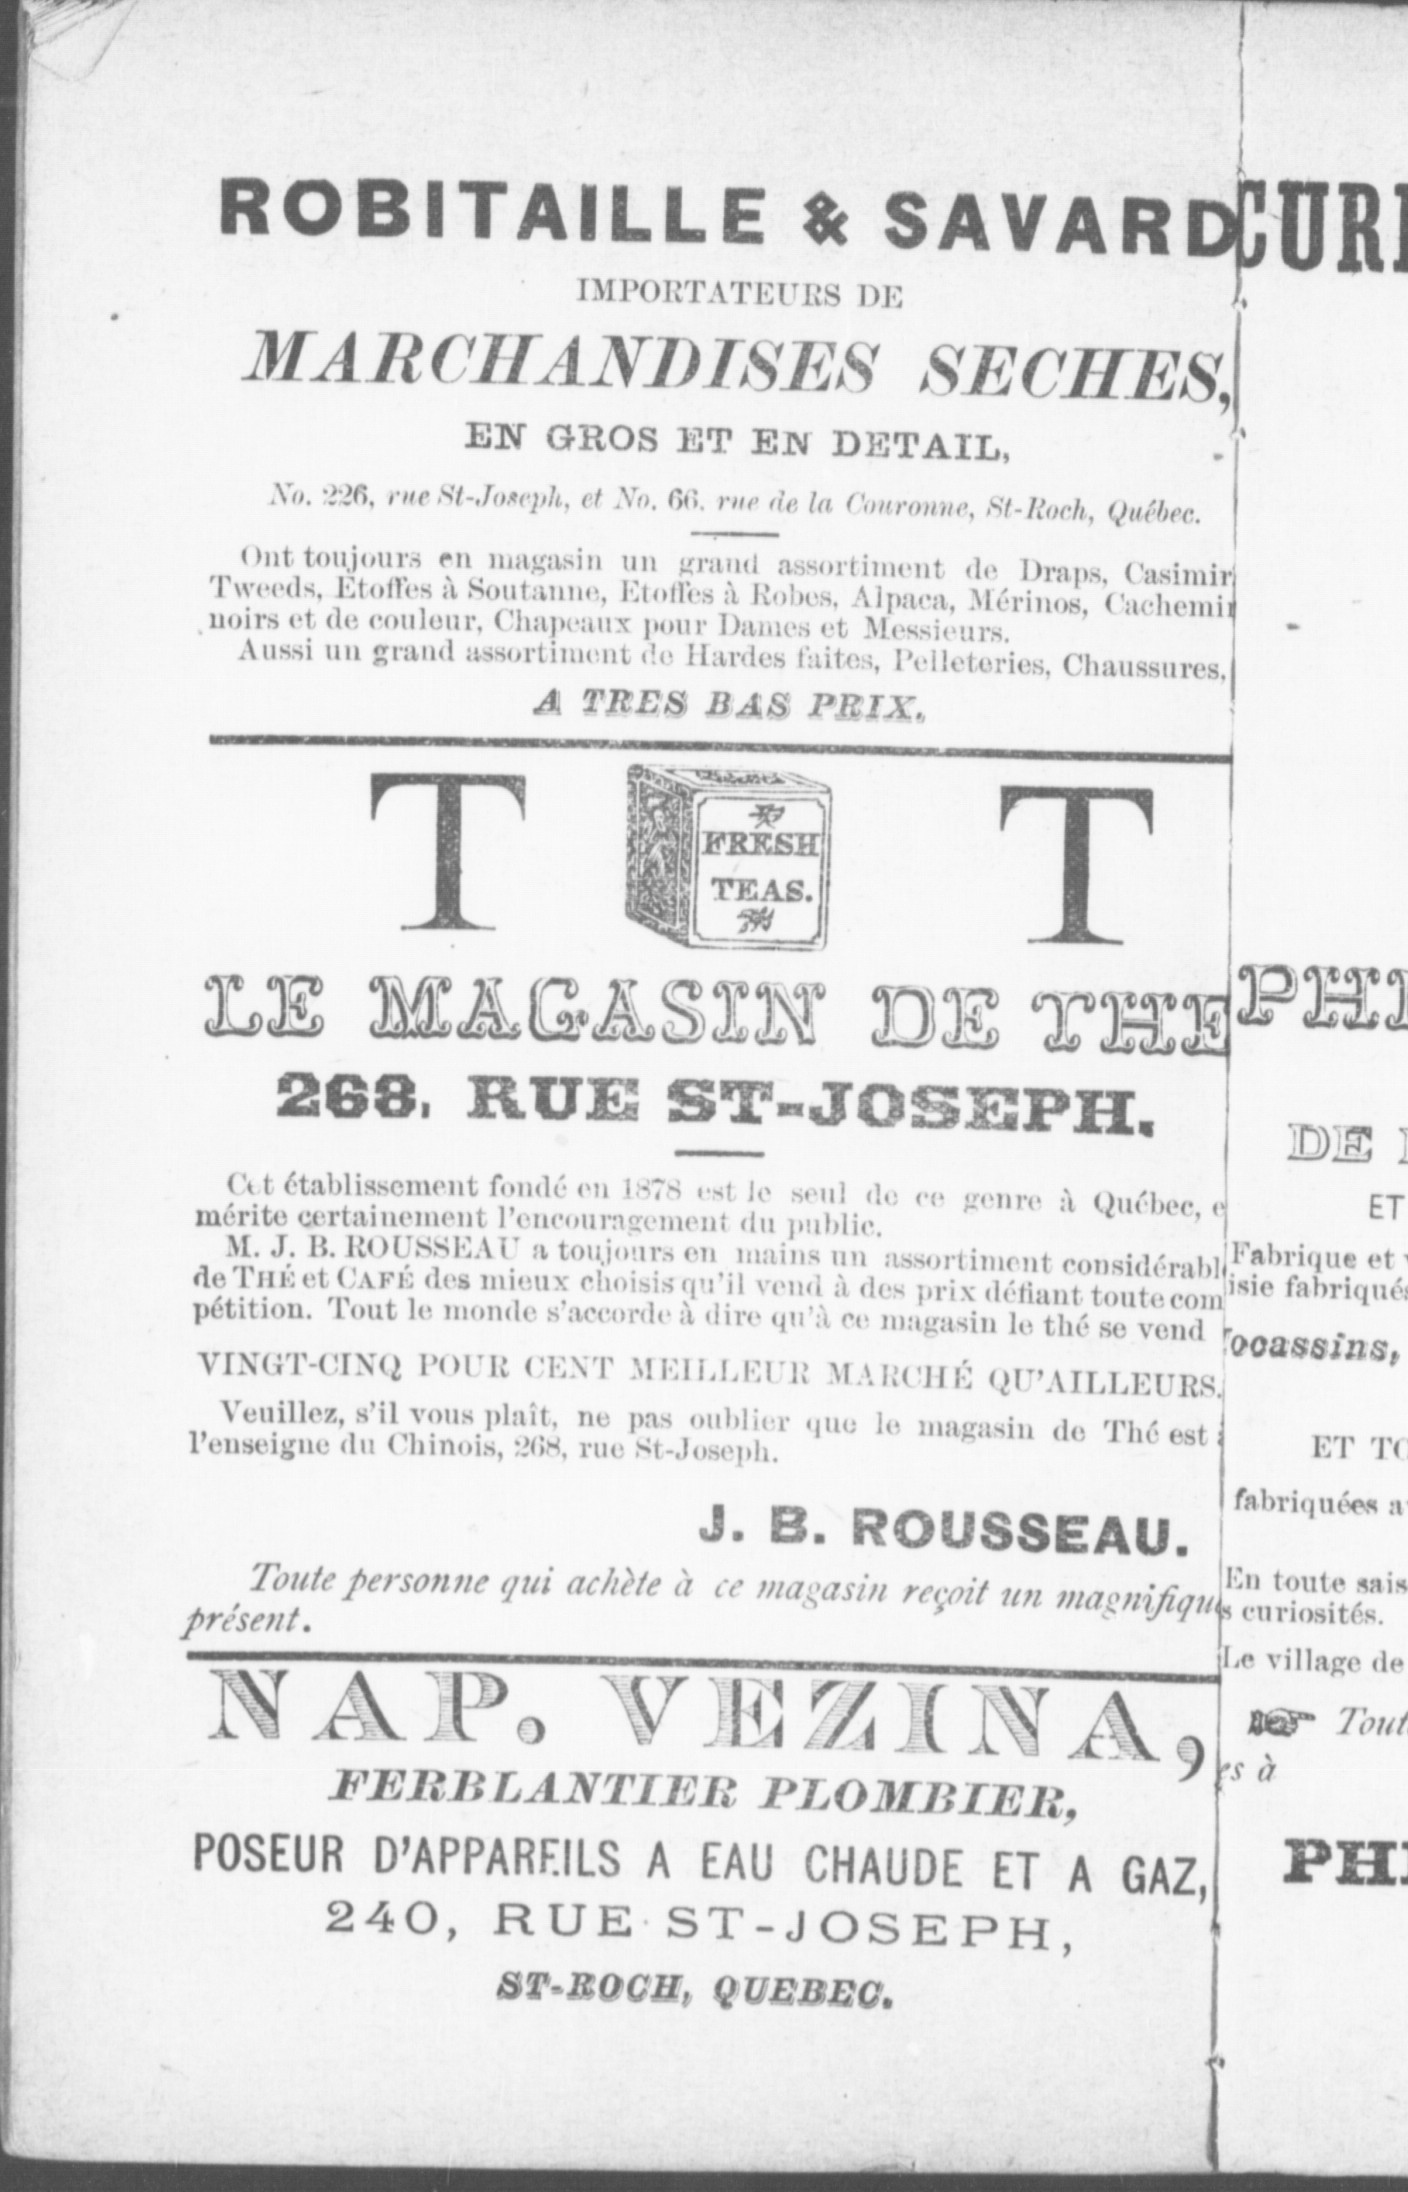 ROBITAILLE & SAVARD
IMPORTATEURS DE
MARCHANDISES SECHES,
EN GROS ET EN DETAIL,
No. 226, rue St-Joseph, et No. 66. rue de la Couronne, St-Roch, Québec.
Ont toujours en magasin un grand assortiment de Draps, Casimir
Tweeds, Etoffes à Soutanne, Etoffes à Robes, Alpaca, Mérinos, Cachemir
noirs et de couleur, Chapeaux pour Dames et Messieurs.
Aussi un grand assortiment de Hardes faites, Pelleteries, Chaussures,
A TRES BAS PRIX.
T FRESH TEAS. T
LE MAGASIN DE THE
268, RUE ST-JOSEPH.
Cet établissement fondé en 1878 est le seul de ce genre à Québec, e
mérite certainement l'encouragement du public.
M. J. B. ROUSSEAU a toujours en mains un assortiment considérabl
de THÉ et CAFÉ des mieux choisis qu'il vend à des prix défiant toute com
pétition. Tout le monde s'accorde à dire qu'à ce magasin le thé se vend
VINGT-CINQ POUR CENT MEILLEUR MARCHÉ QU'AILLEURS.
Veuillez, s'il vous plaît, ne pas oublier que le magasin de Thé est à
l'enseigne du Chinois, 268, rue St-Joseph.
J. B. ROUSSEAU.
Toute personne qui achète à ce magasin reçoit un magnifiqu
présent.
NAP. VEZINA,
FERBLANTIER PLOMBIER,
POSEUR D'APPAREILS A EAU CHAUDE ET A GAZ,
240, RUE ST-JOSEPH,
ST-ROCH, QUEBEC.
CURI
PHI
DE
ET
Fabrique et
isie fabriqués
ocassins,
ET TO
fabriquées a
En toute sais
s curiosités.
Le village de
☞ Tout
es à
PHI